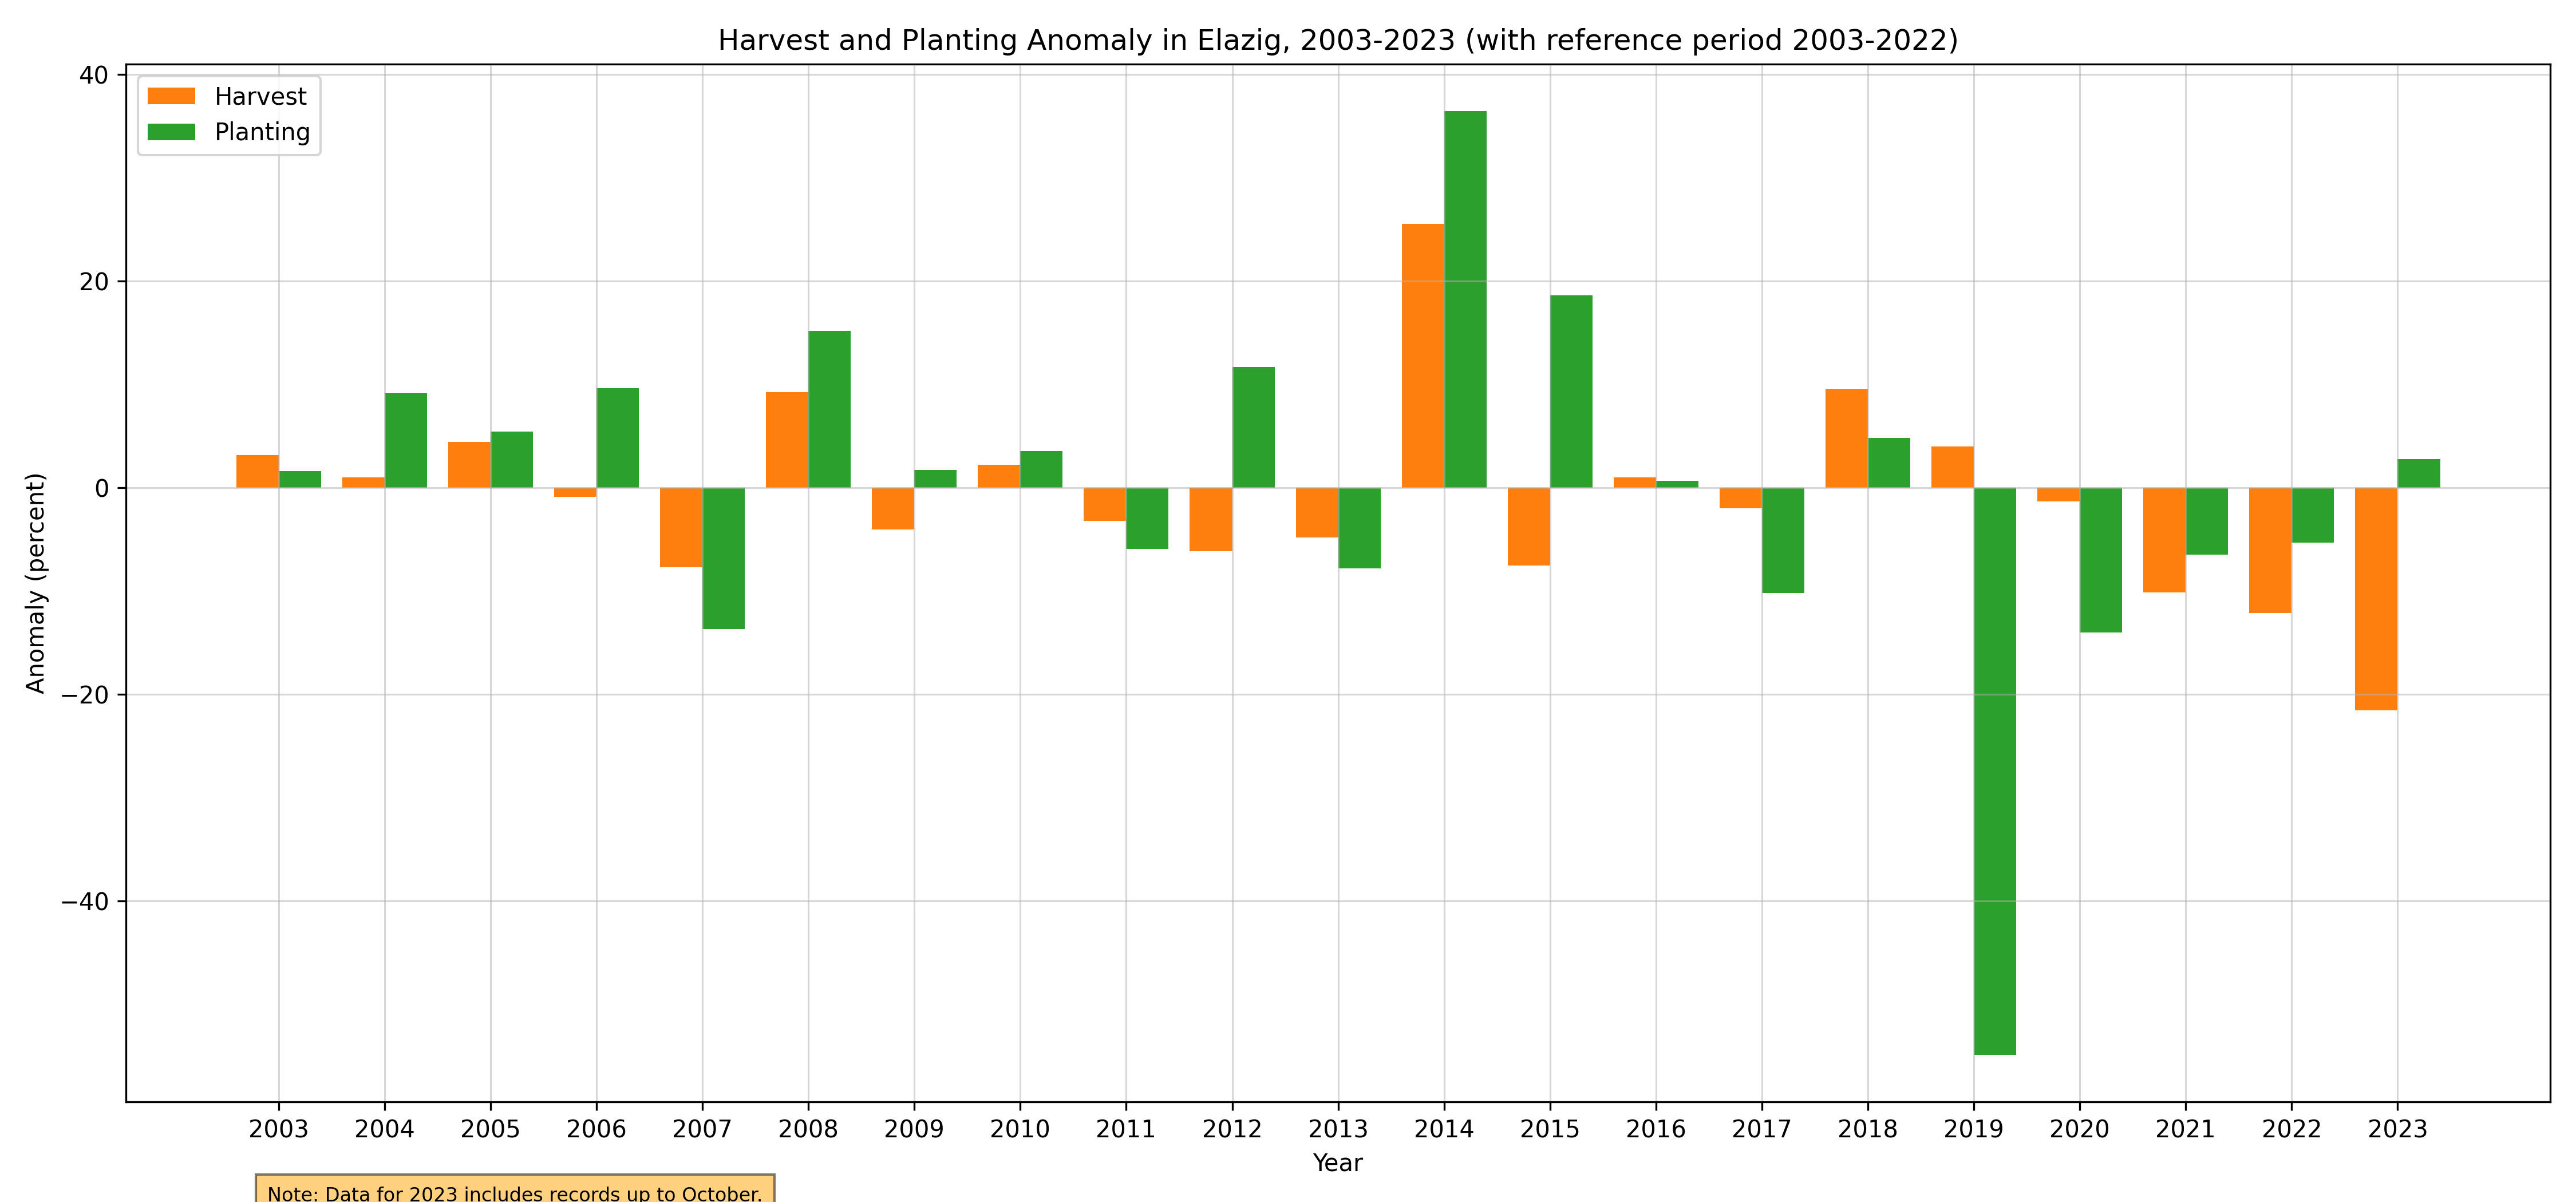 Harvest and Planting Anomaly in Elazig, 2003-2023 (with reference period 2003-2022)
Harvest
Planting
Anomaly (percent)
40
20
0
−20
−40
2003 2004 2005 2006 2007 2008 2009 2010 2011 2012 2013 2014 2015 2016 2017 2018 2019 2020 2021 2022 2023
Year
Note: Data for 2023 includes records up to October.